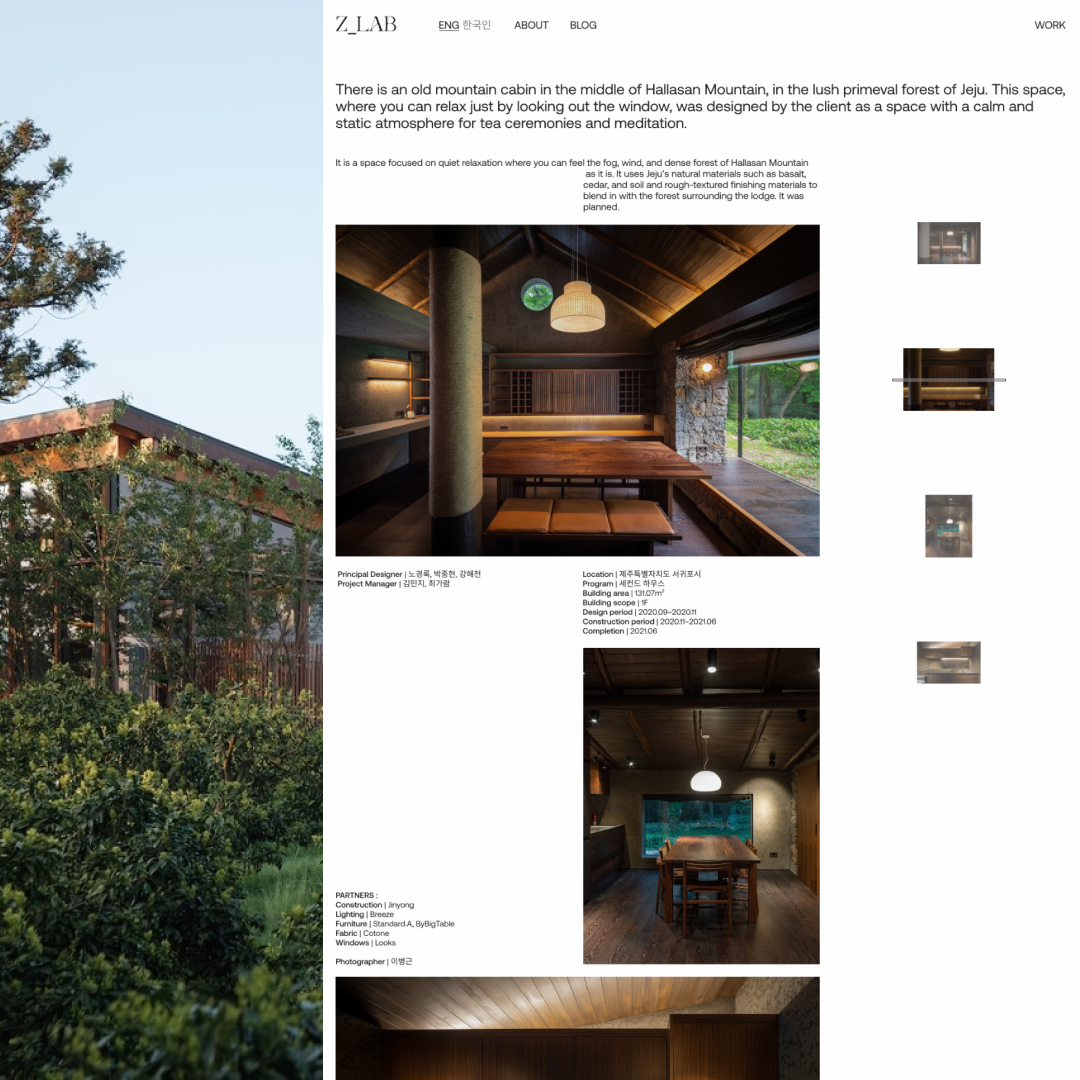 Z_LAB
ENG 한국인
ABOUT
BLOG
WORK
There is an old mountain cabin in the middle of Hallasan Mountain, in the lush primeval forest of Jeju. This space,
where you can relax just by looking out the window, was designed by the client as a space with a calm and
static atmosphere for tea ceremonies and meditation.
It is a space focused on quiet relaxation where you can feel the fog, wind, and dense forest of Hallasan Mountain
as it is. It uses Jeju's natural materials such as basalt,
cedar, and soil and rough-textured finishing materials to
blend in with the forest surrounding the lodge. It was
planned.
Principal Designer | 노경록, 박중현, 강해천
Project Manager | 김민지, 최가람
Location | 제주특별자치도 서귀포시
Program | 세컨드 하우스
Building area | 131.07m²
Building scope | 1F
Design period | 2020.09–2020.11
Construction period | 2020.11–2021.06
Completion | 2021.06
PARTNERS :
Construction | Jinyong
Lighting | Breeze
Furniture | Standard.A, ByBigTable
Fabric | Cotone
Windows | Looks
Photographer | 이병근